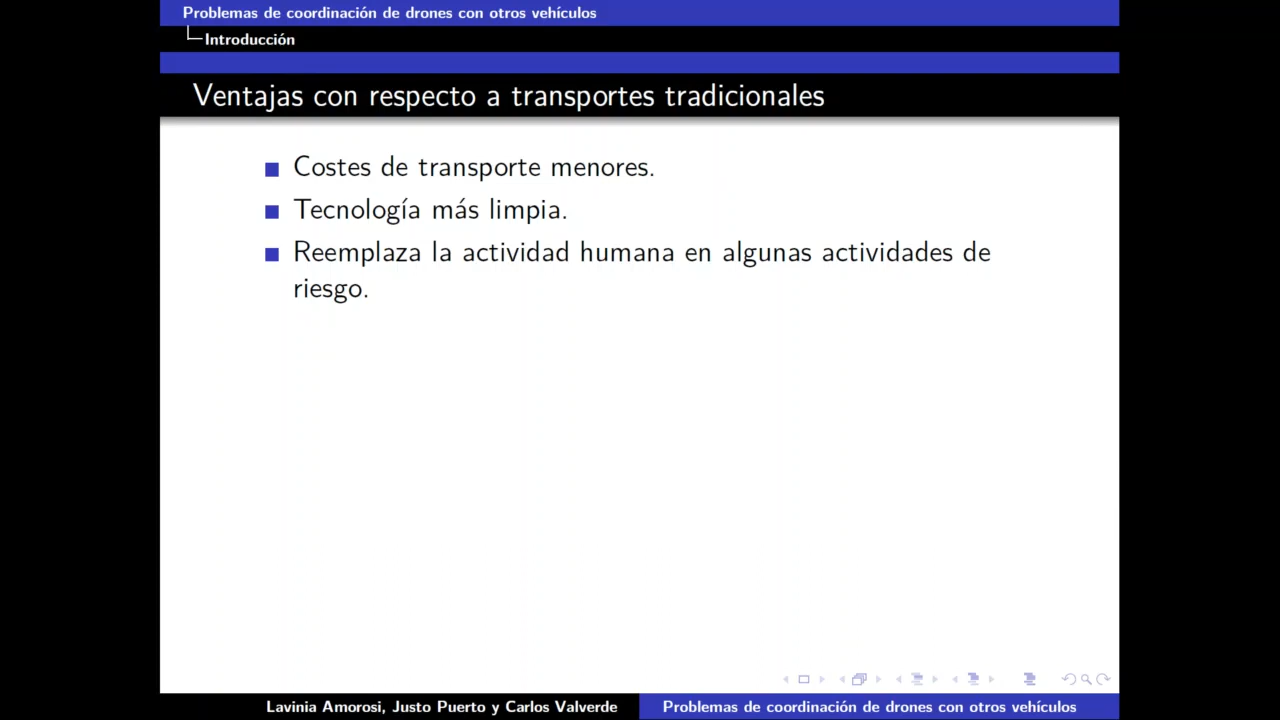 Problemas de coordinación de drones con otros vehículos
Introducción
Ventajas con respecto a transportes tradicionales
Costes de transporte menores.
Tecnología más limpia.
Reemplaza la actividad humana en algunas actividades de
riesgo.
Lavinia Amorosi, Justo Puerto y Carlos Valverde
Problemas de coordinación de drones con otros vehículos